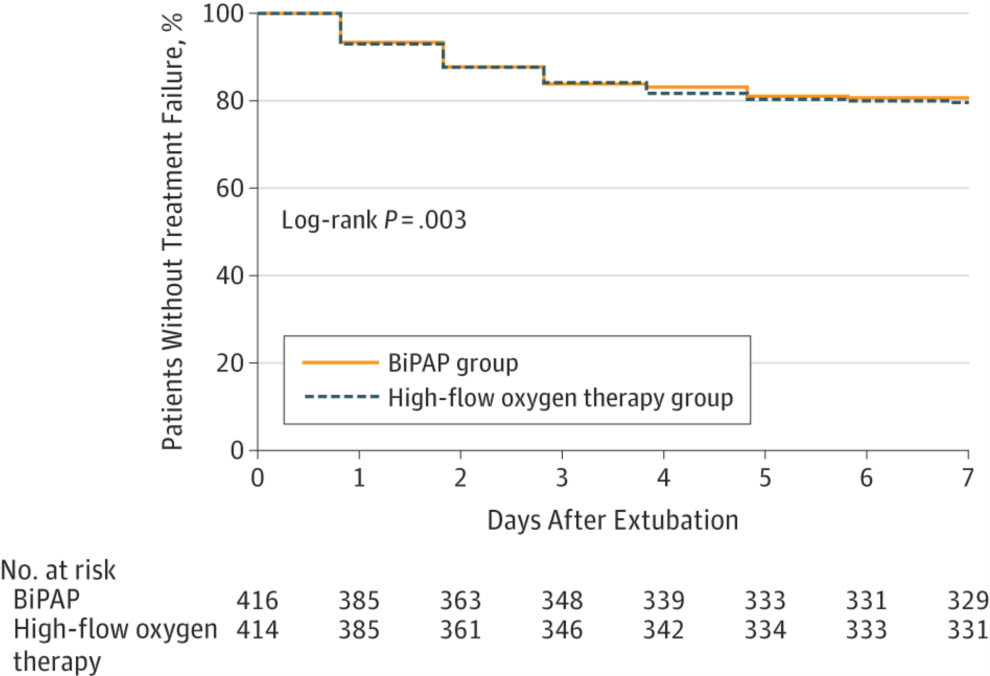 Patients Without Treatment Failure, %
100
80
60
40
20
0
Log-rank P = .003
BiPAP group
High-flow oxygen therapy group
0 1 2 3 4 5 6 7
Days After Extubation
No. at risk
BiPAP 416 385 363 348 339 333 331 329
High-flow oxygen 414 385 361 346 342 334 333 331
therapy